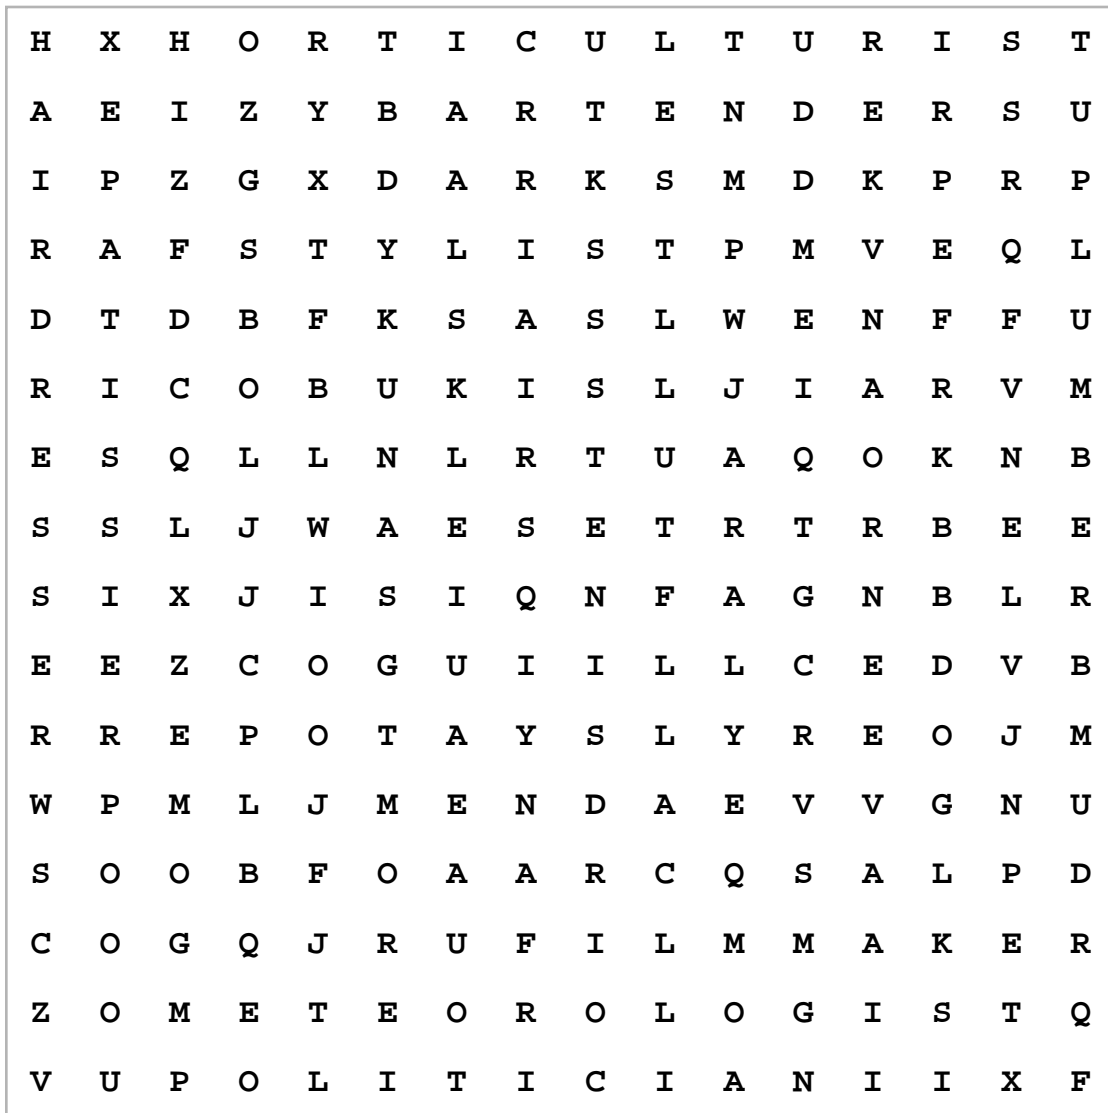 H X H O R T I C U L T U R I S T
A E I Z Y B A R T E N D E R S U
I P Z G X D A R K S M D K P R P
R A F S T Y L I S T P M V E Q L
D T D B F K S A S L W E N F F U
R I C O B U K I S L J I A R V M
E S Q L L N L R T U A Q O K N B
S S L J W A E S E T R T R B E E
S I X J I S I Q N F A G N B L R
E E Z C O G U I I L L C E D V B
R R E P O T A Y S L Y R E O J M
W P M L J M E N D A E V V G N U
S O O B F O A A R C Q S A L P D
C O G Q J R U F I L M M A K E R
Z O M E T E O R O L O G I S T Q
V U P O L I T I C I A N I I X F